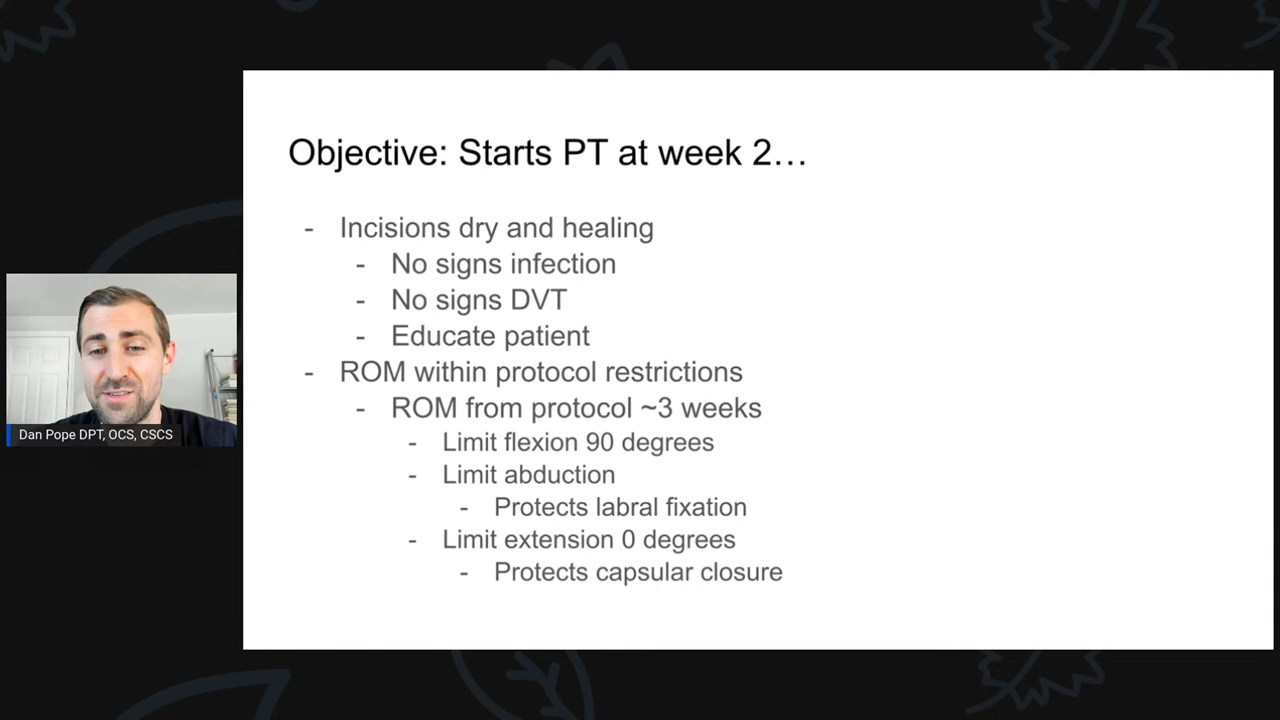 Objective: Starts PT at week 2…
- Incisions dry and healing
- No signs infection
- No signs DVT
- Educate patient
- ROM within protocol restrictions
- ROM from protocol ~3 weeks
- Limit flexion 90 degrees
- Limit abduction
- Protects labral fixation
- Limit extension 0 degrees
- Protects capsular closure
Dan Pope DPT, OCS, CSCS